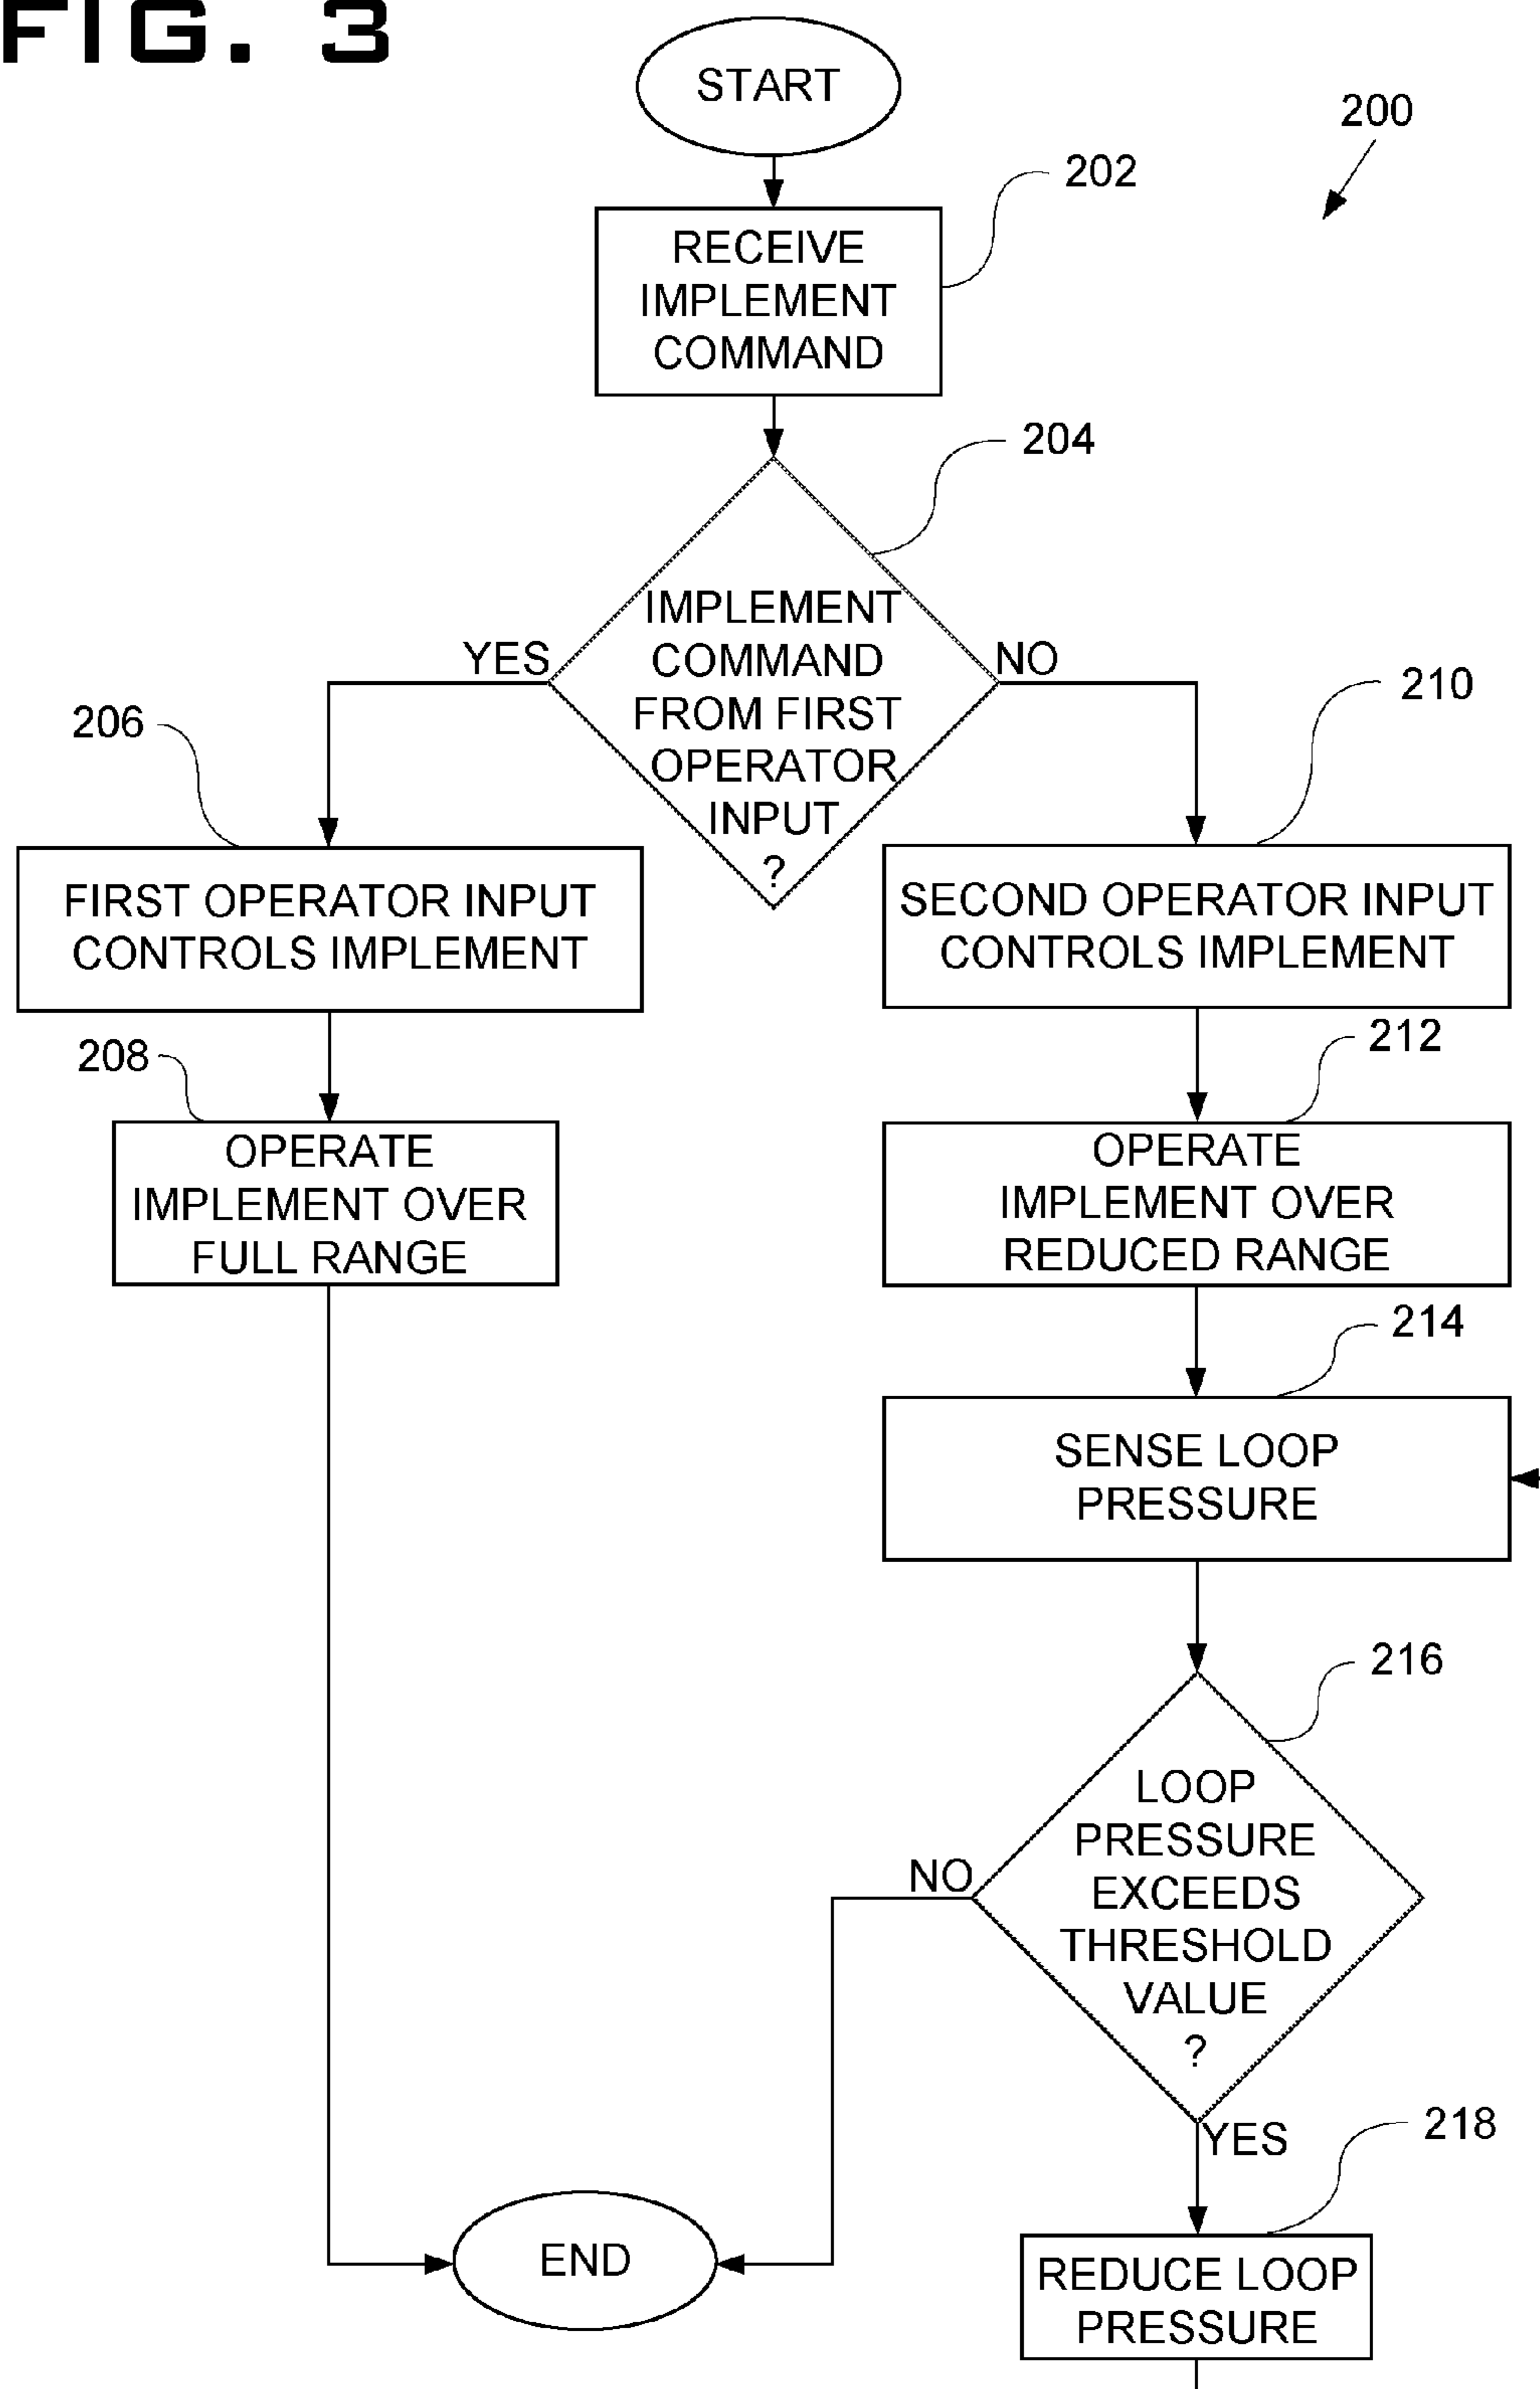 FIG. 3
START
200
202
RECEIVE
IMPLEMENT
COMMAND
204
IMPLEMENT
COMMAND
FROM FIRST
OPERATOR
INPUT
?
YES
NO
206
210
FIRST OPERATOR INPUT
CONTROLS IMPLEMENT
SECOND OPERATOR INPUT
CONTROLS IMPLEMENT
208
212
OPERATE
IMPLEMENT OVER
FULL RANGE
OPERATE
IMPLEMENT OVER
REDUCED RANGE
214
SENSE LOOP
PRESSURE
216
LOOP
PRESSURE
EXCEEDS
THRESHOLD
VALUE
?
NO
YES
218
END
REDUCE LOOP
PRESSURE